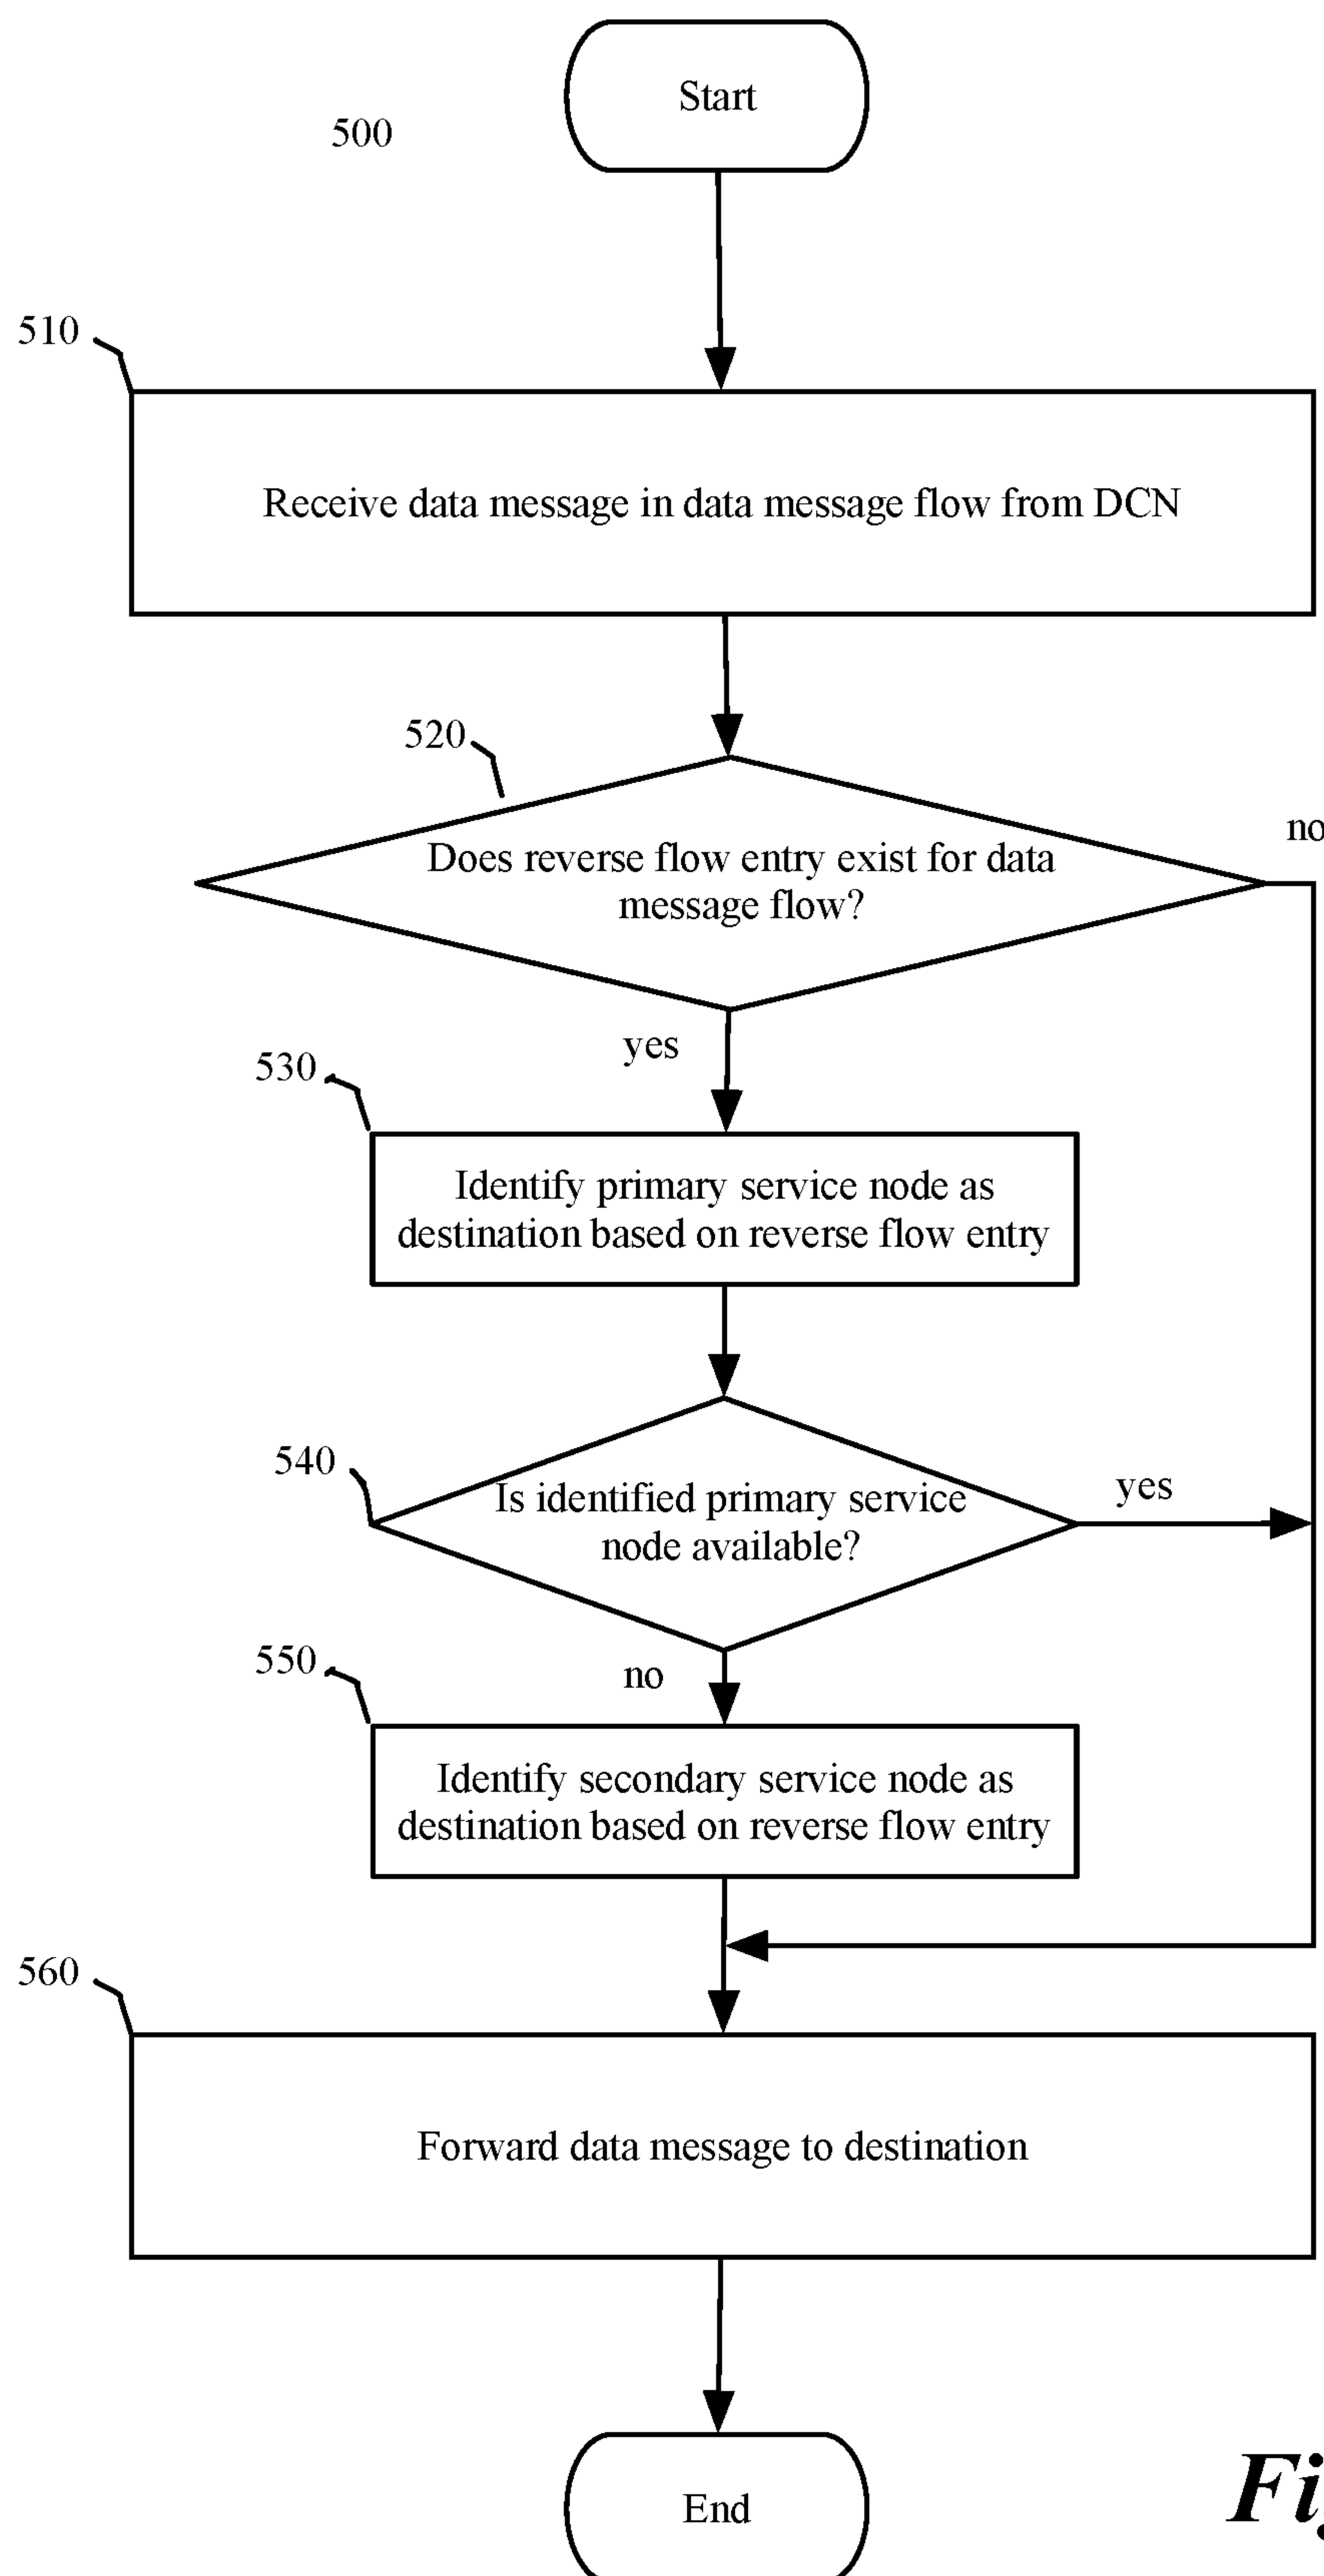 Start
500
510
Receive data message in data message flow from DCN
520
no
Does reverse flow entry exist for data
message flow?
yes
530
Identify primary service node as
destination based on reverse flow entry
540
yes
Is identified primary service
node available?
550
no
Identify secondary service node as
destination based on reverse flow entry
560
Forward data message to destination
End